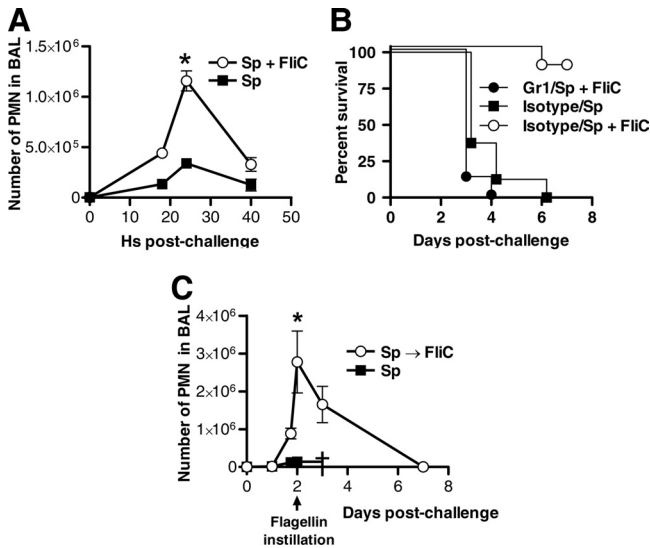 A
Number of PMN in BAL
1.5×10⁶
1.0×10⁶
5.0×10⁵
0
*
Sp + FliC
Sp
0 10 20 30 40 50
Hs post-challenge
B
Percent survival
100
75
50
25
0
Gr1/Sp + FliC
Isotype/Sp
Isotype/Sp + FliC
0 2 4 6 8
Days post-challenge
C
Number of PMN in BAL
4×10⁶
3×10⁶
2×10⁶
1×10⁶
0
*
Sp → FliC
Sp
0 2 4 6 8
Flagellin
instillation
Days post-challenge